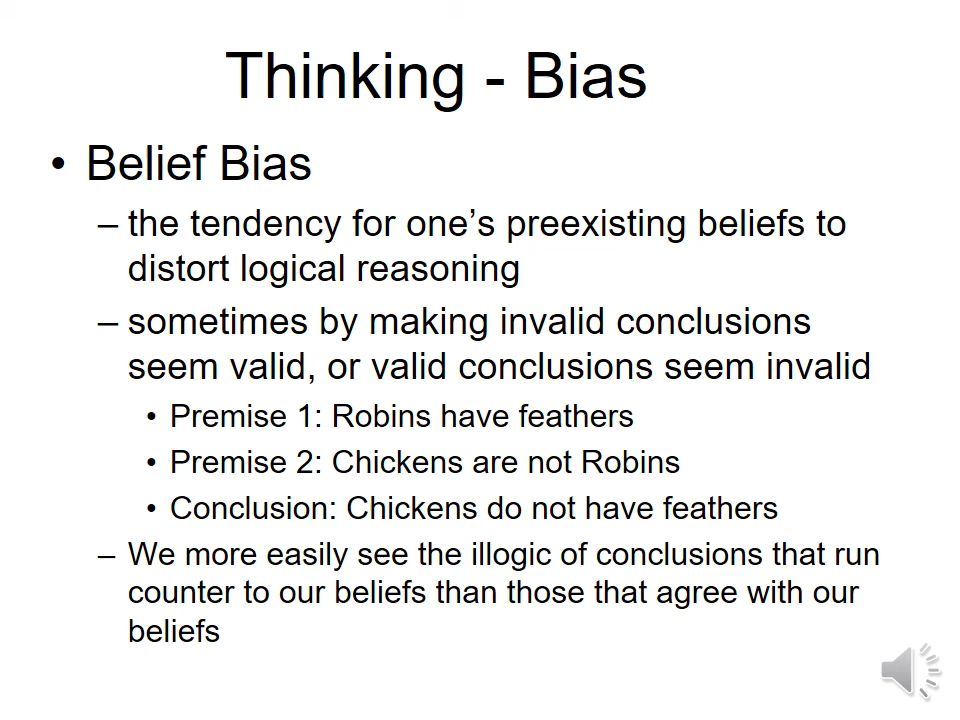 Thinking - Bias
• Belief Bias
– the tendency for one’s preexisting beliefs to
distort logical reasoning
– sometimes by making invalid conclusions
seem valid, or valid conclusions seem invalid
• Premise 1: Robins have feathers
• Premise 2: Chickens are not Robins
• Conclusion: Chickens do not have feathers
– We more easily see the illogic of conclusions that run
counter to our beliefs than those that agree with our
beliefs